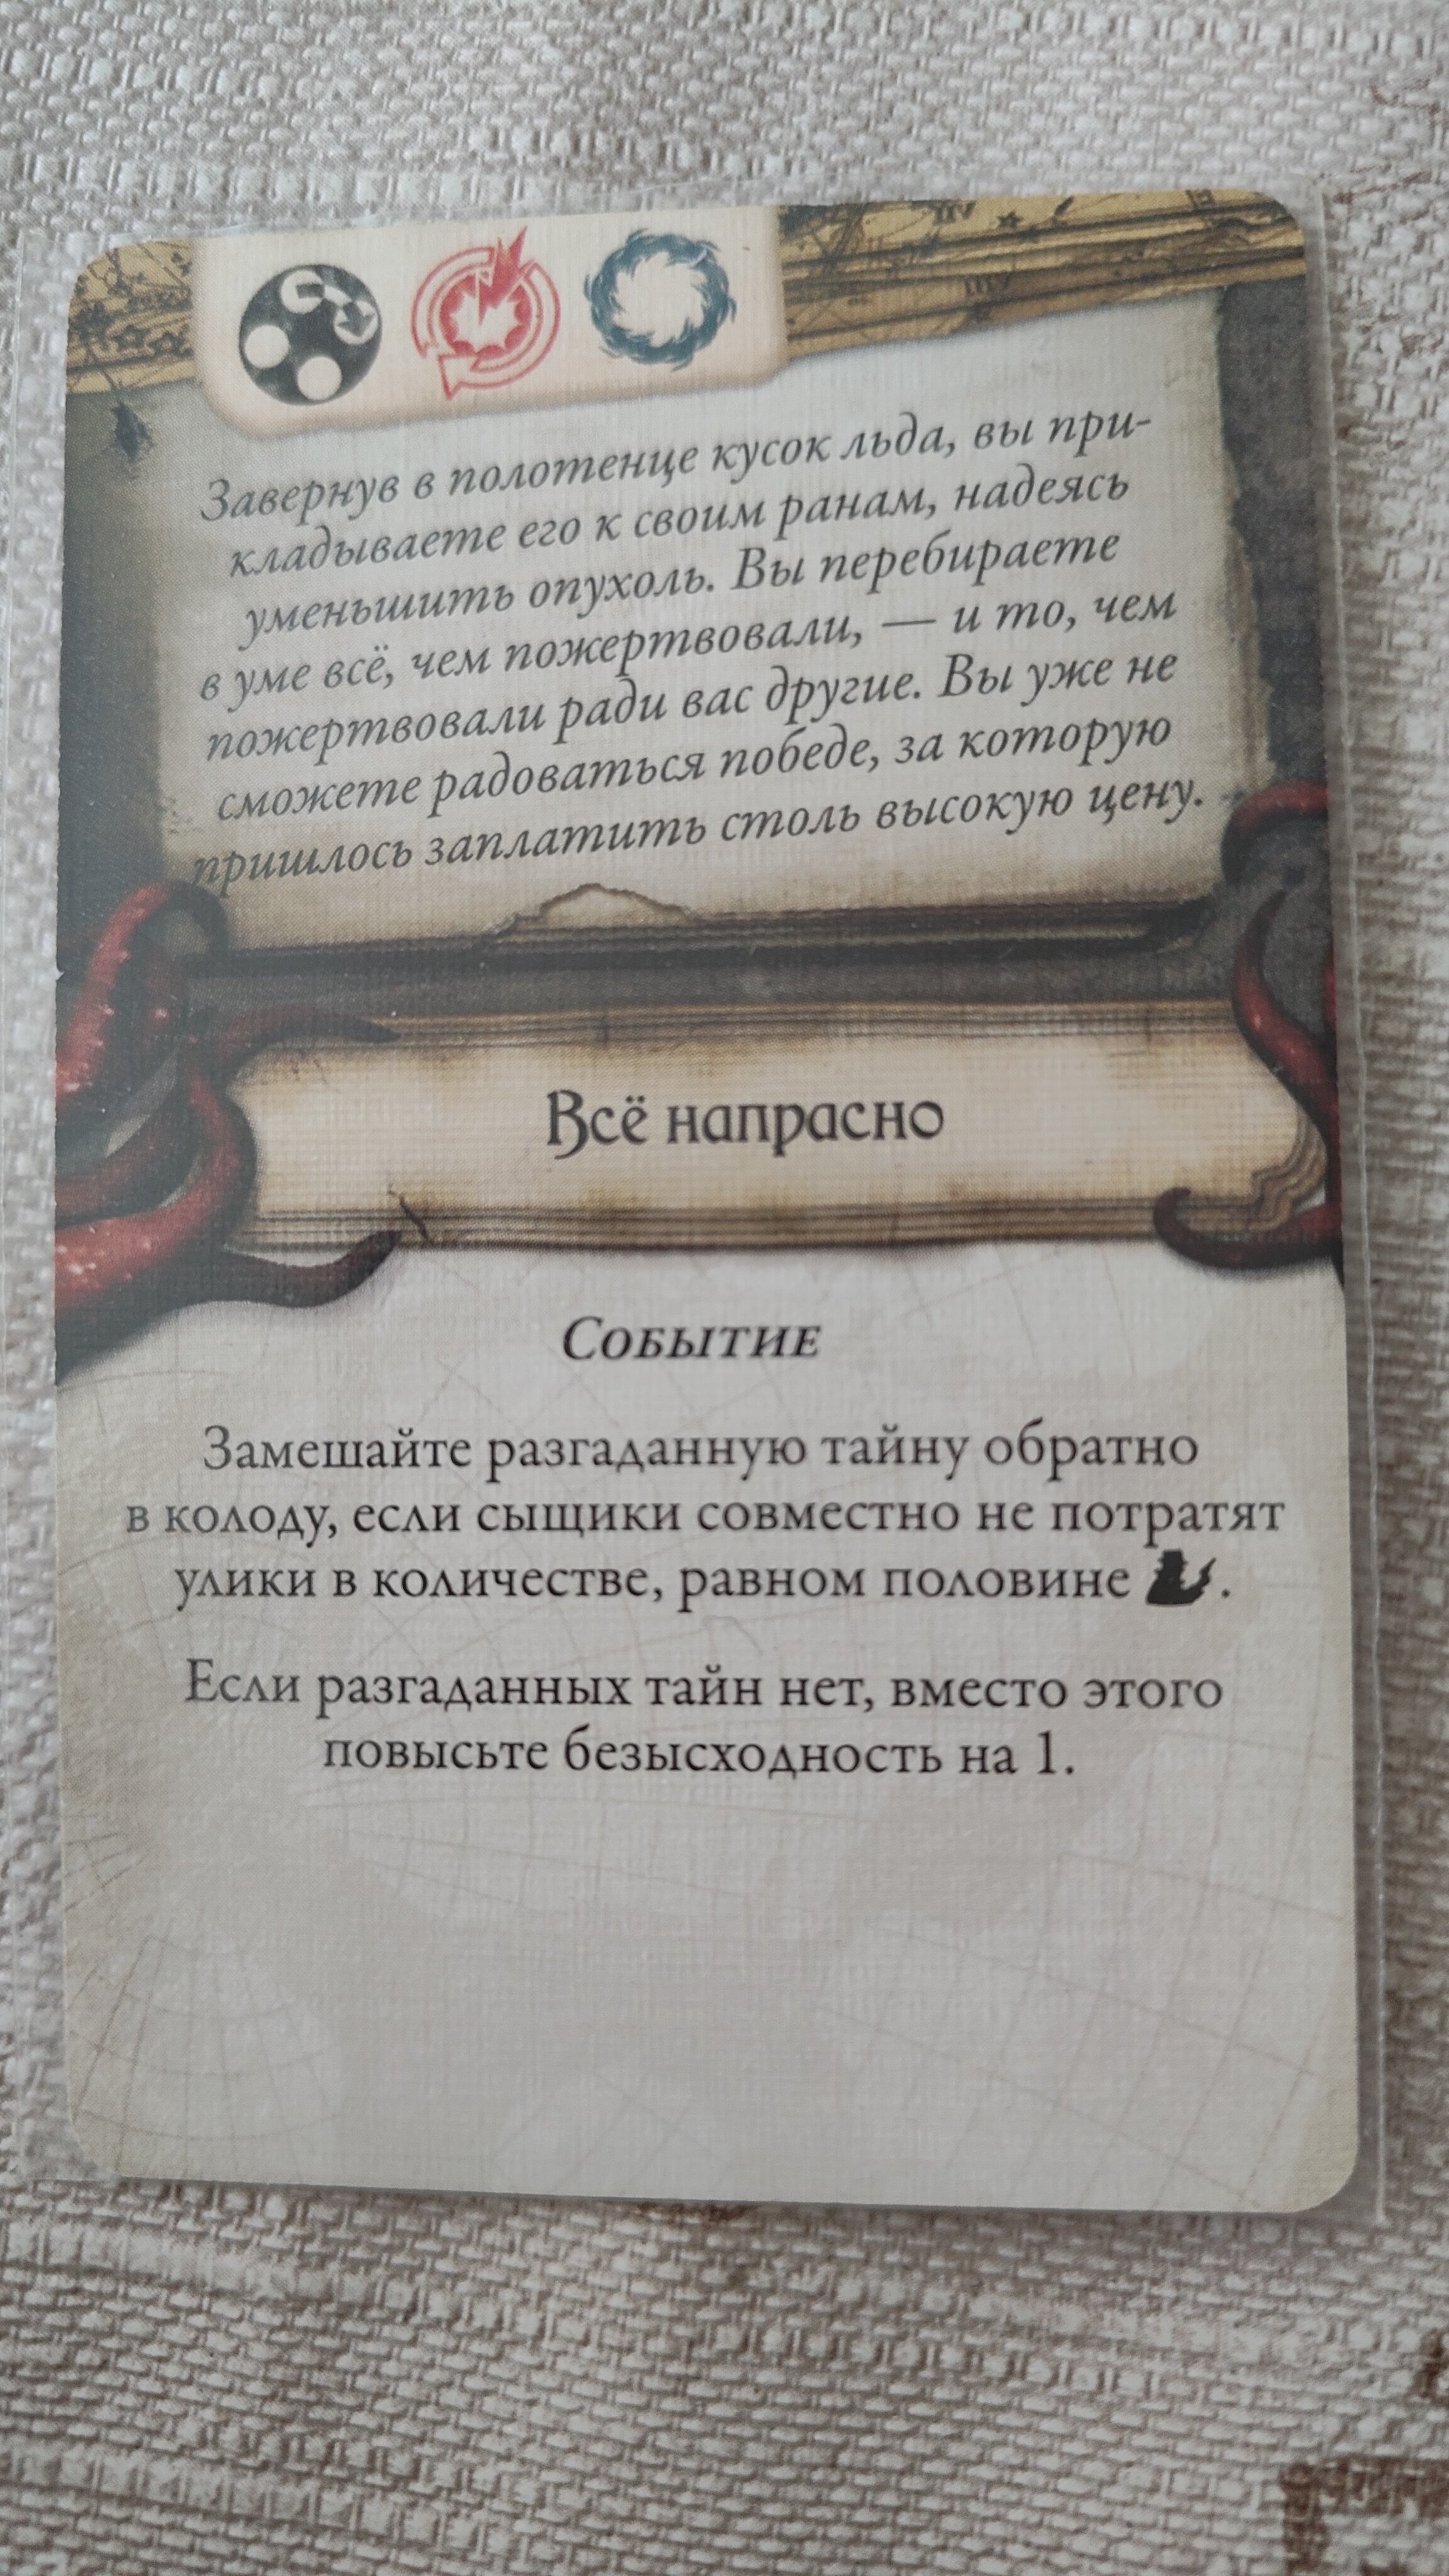 Завернув в полотенце кусок льда, вы при-
кладываете его к своим ранам, надеясь
уменьшить опухоль. Вы перебираете
в уме всё, чем пожертвовали, — и то, чем
пожертвовали ради вас другие. Вы уже не
сможете радоваться победе, за которую
пришлось заплатить столь высокую цену.
Всё напрасно
Событие
Замешайте разгаданную тайну обратно
в колоду, если сыщики совместно не потратят
улики в количестве, равном половине .
Если разгаданных тайн нет, вместо этого
повысьте безысходность на 1.